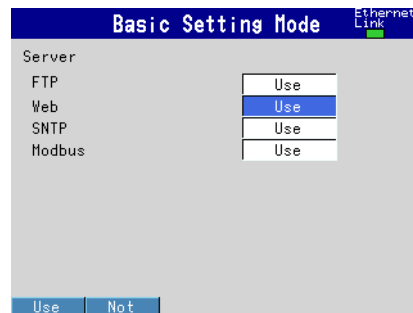 Basic Setting Mode
Ethernet
Link
Server
FTP Use
Web Use
SNTP Use
Modbus Use
Use Not